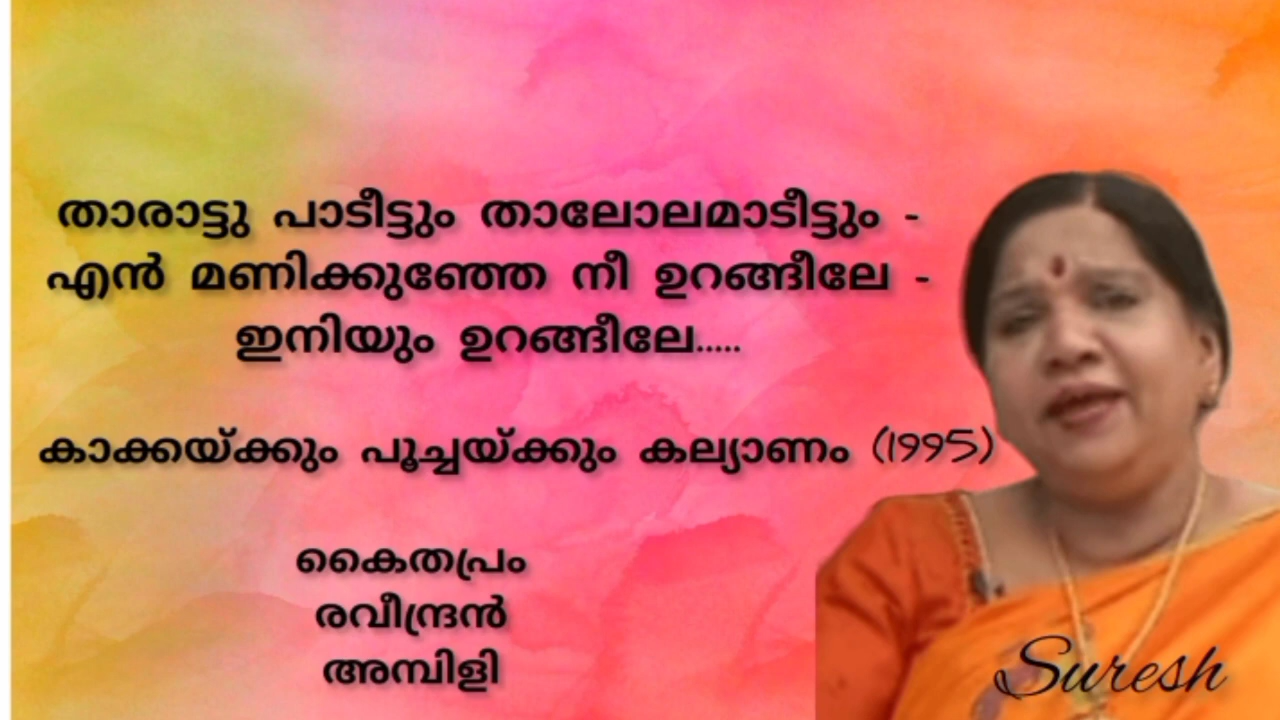 താരാട്ടു പാടീട്ടും താലോലമാടീട്ടും -
എൻ മണിക്കുഞ്ഞേ നീ ഉറങ്ങീലേ -
ഇനിയും ഉറങ്ങീലേ.....
കാക്കയ്ക്കും പൂച്ചയ്ക്കും കല്യാണം (1995)
കൈതപ്രം
രവീന്ദ്രൻ
അമ്പിളി
Suresh